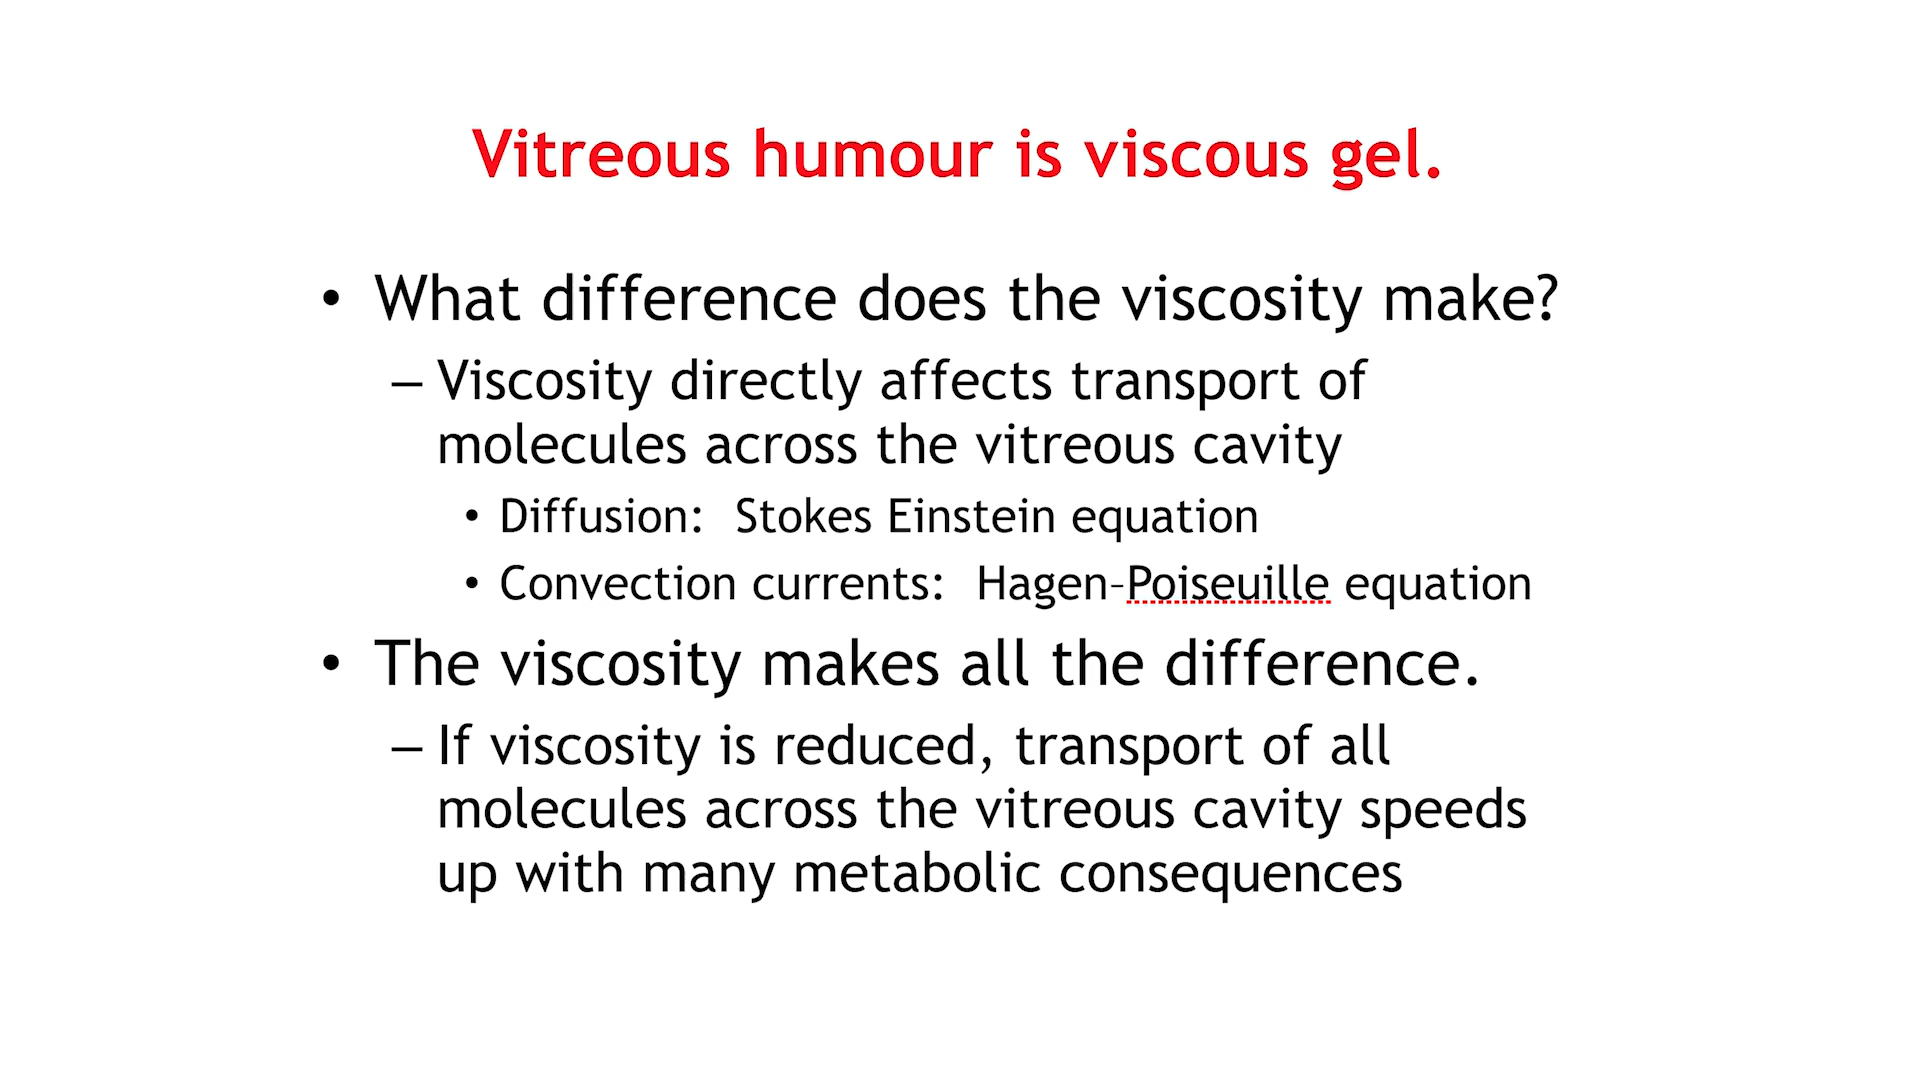 Vitreous humour is viscous gel.
• What difference does the viscosity make?
– Viscosity directly affects transport of
molecules across the vitreous cavity
• Diffusion: Stokes Einstein equation
• Convection currents: Hagen–Poiseuille equation
• The viscosity makes all the difference.
– If viscosity is reduced, transport of all
molecules across the vitreous cavity speeds
up with many metabolic consequences